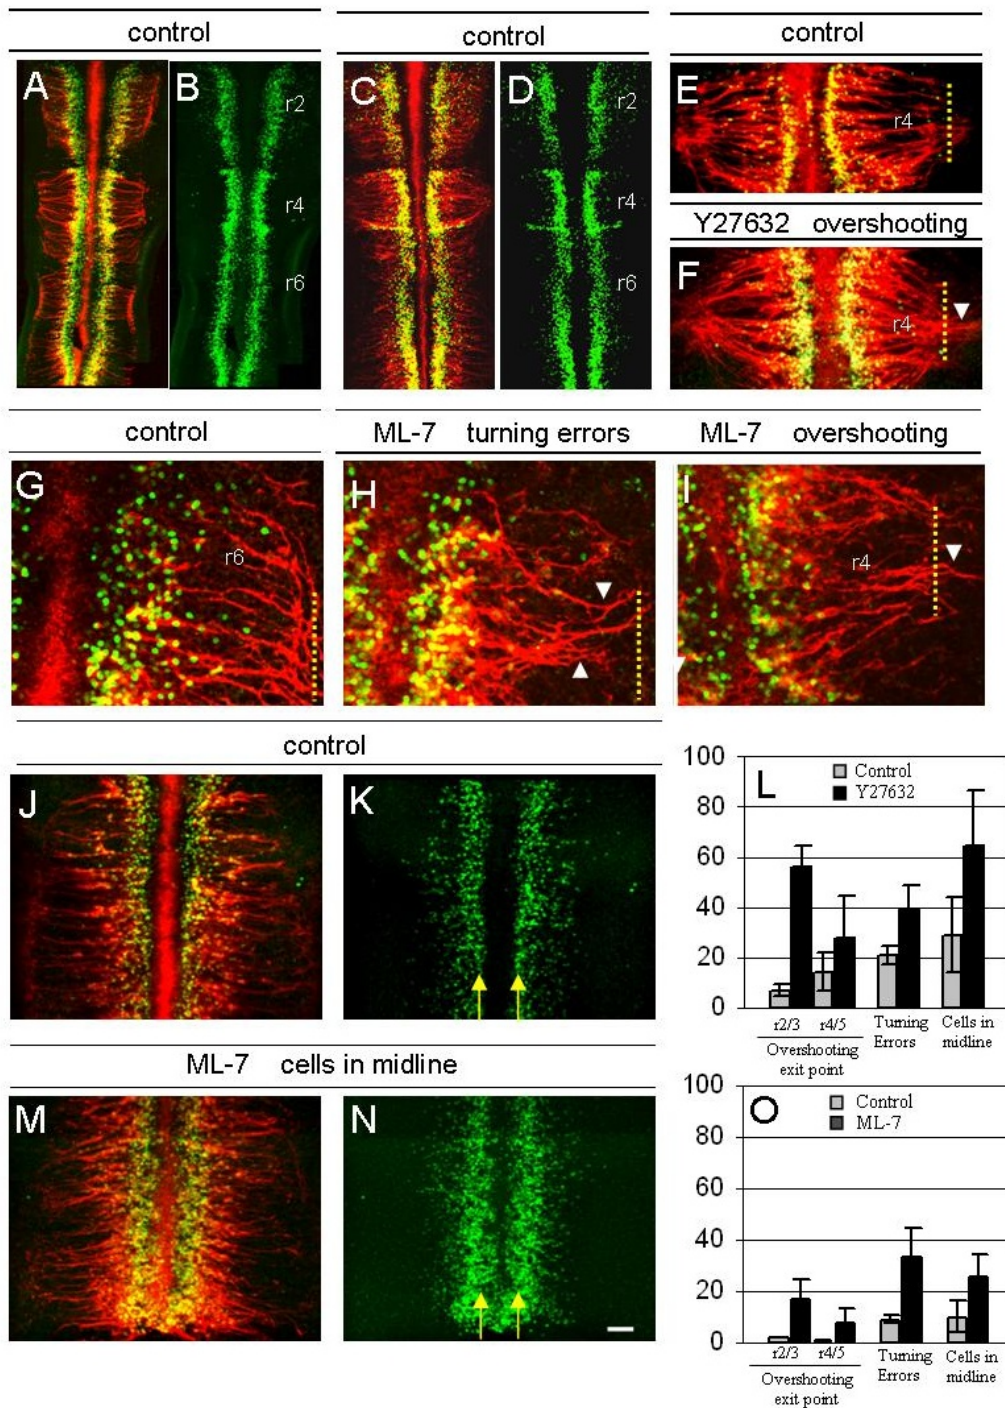 control
control
control
A
B
r2
r4
r6
C
D
r2
r4
r6
E
r4
Y27632 overshooting
F
r4
control
ML-7 turning errors
ML-7 overshooting
G
r6
H
I
r4
control
J
K
L
100
80
60
40
20
0
Control
Y27632
r2/3 r4/5
Overshooting
exit point
Turning
Errors
Cells in
midline
ML-7 cells in midline
M
N
O
100
80
60
40
20
0
Control
ML-7
r2/3 r4/5
Overshooting
exit point
Turning
Errors
Cells in
midline